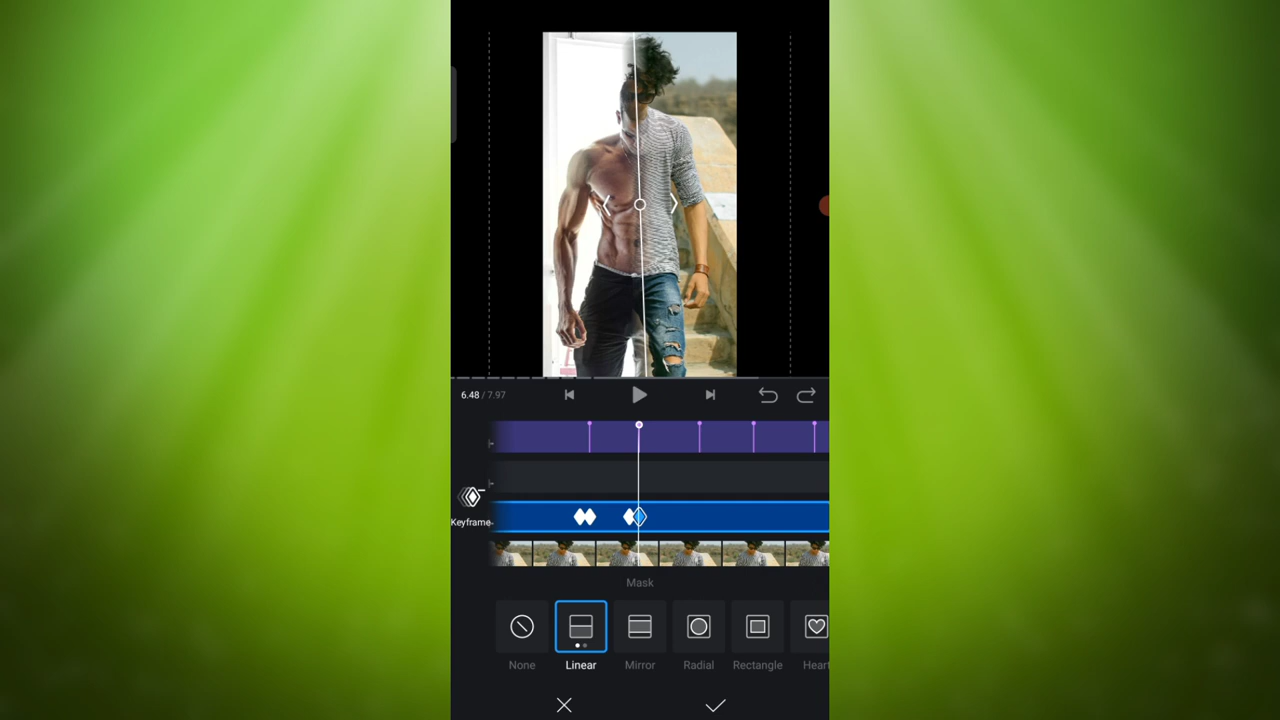 6.48 / 7.97
Keyframe
Mask
None
Linear
Mirror
Radial
Rectangle
Heart